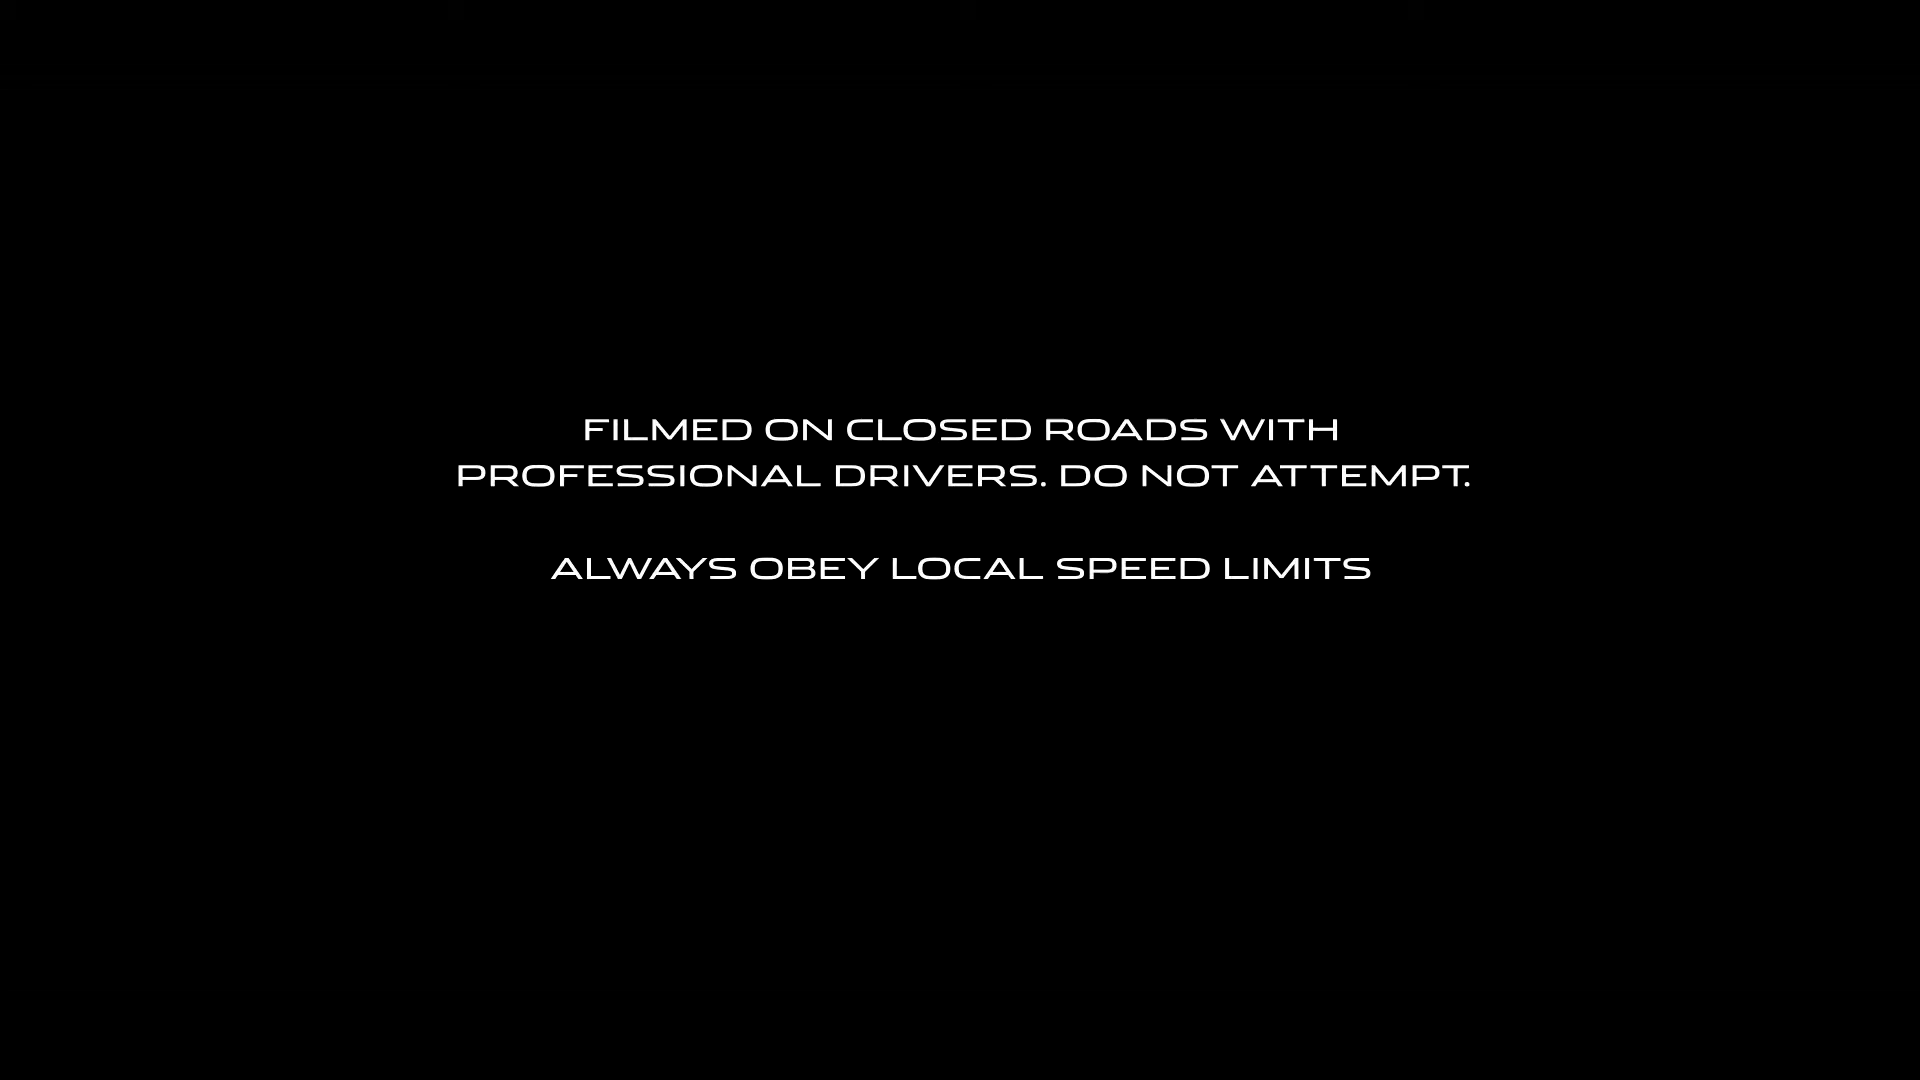 FILMED ON CLOSED ROADS WITH
PROFESSIONAL DRIVERS. DO NOT ATTEMPT.
ALWAYS OBEY LOCAL SPEED LIMITS